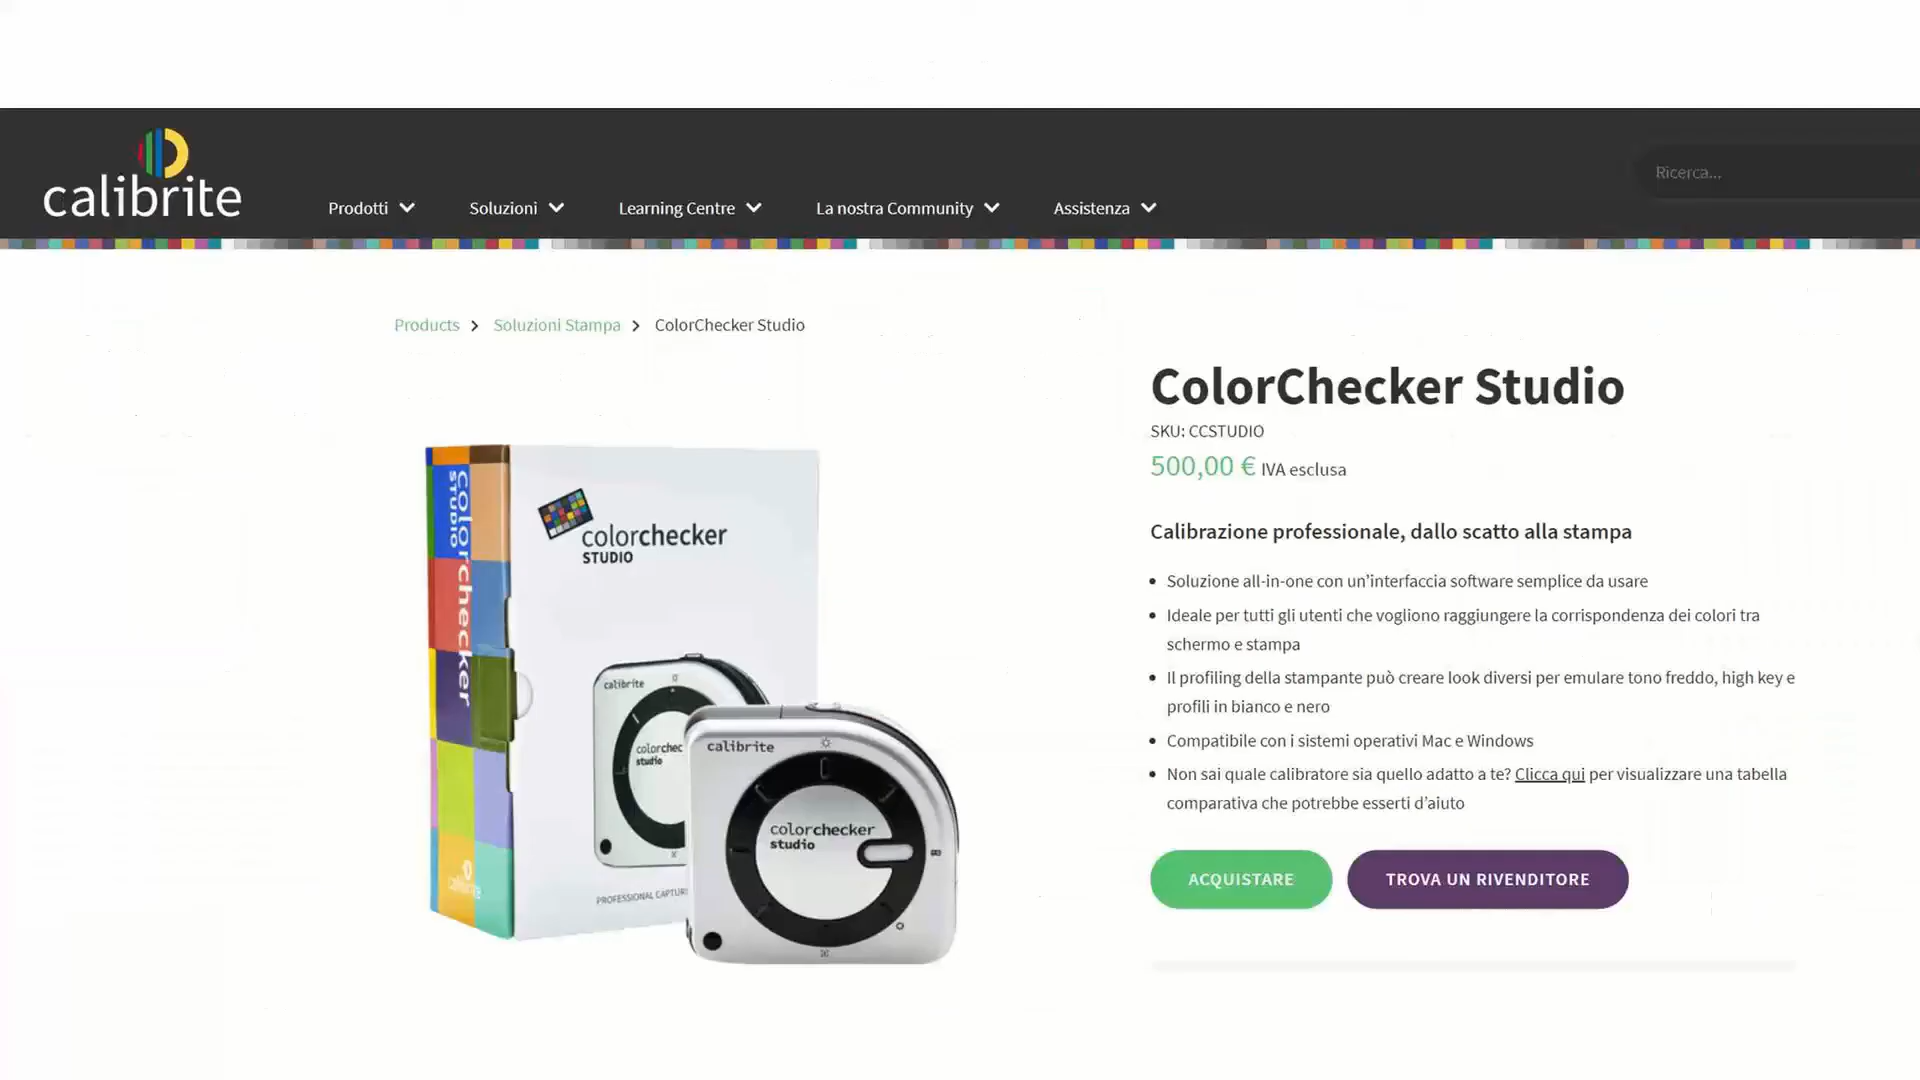 calibrite
Prodotti
Soluzioni
Learning Centre
La nostra Community
Assistenza
Ricerca...
Products > Soluzioni Stampa > ColorChecker Studio
colorchecker
STUDIO
colorchecker
STUDIO
calibrite
colorchec
studio
PROFESSIONAL CAPTUR
calibrite
calibrite
colorchecker
studio
ColorChecker Studio
SKU: CCSTUDIO
500,00 € IVA esclusa
Calibrazione professionale, dallo scatto alla stampa
• Soluzione all-in-one con un’interfaccia software semplice da usare
• Ideale per tutti gli utenti che vogliono raggiungere la corrispondenza dei colori tra
schermo e stampa
• Il profiling della stampante può creare look diversi per emulare tono freddo, high key e
profili in bianco e nero
• Compatibile con i sistemi operativi Mac e Windows
• Non sai quale calibratore sia quello adatto a te? Clicca qui per visualizzare una tabella
comparativa che potrebbe esserti d’aiuto
ACQUISTARE
TROVA UN RIVENDITORE